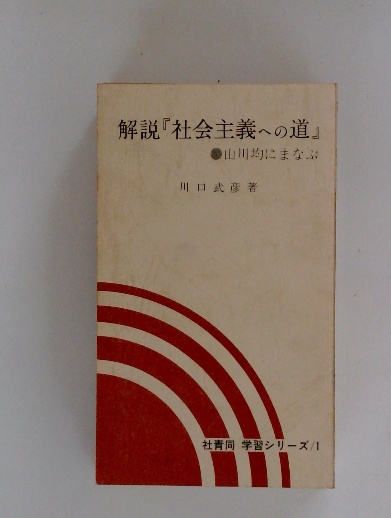 解説『社会主義への道』
●山川均にまなぶ
川口武彦著
社青同 学習シリーズ/1